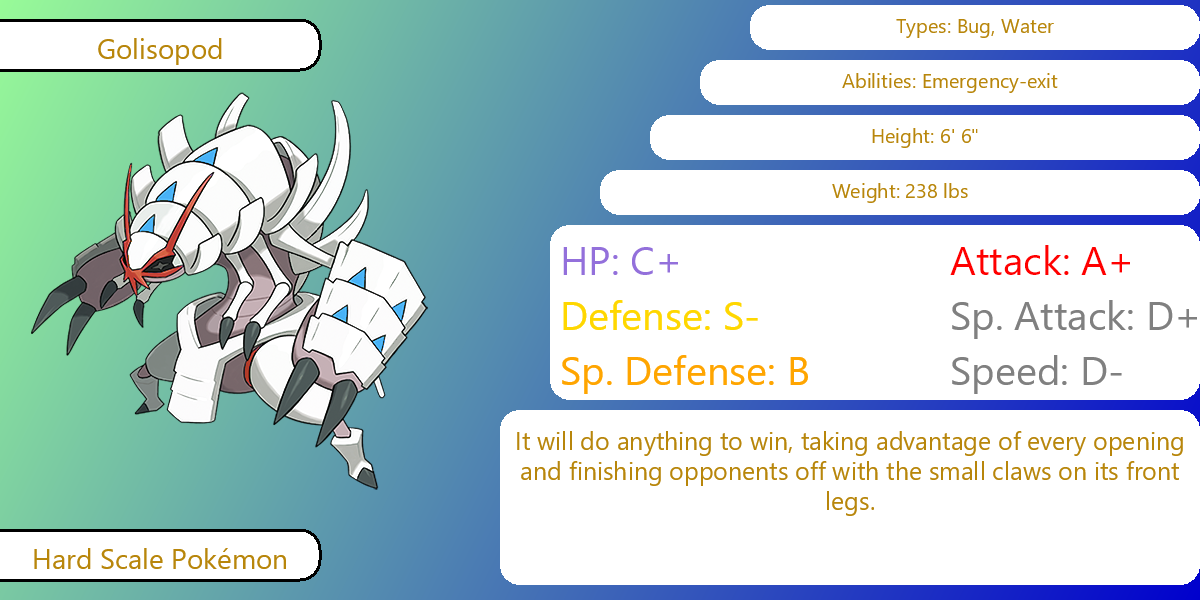 Golisopod
Types: Bug, Water
Abilities: Emergency-exit
Height: 6' 6"
Weight: 238 lbs
HP: C+
Attack: A+
Defense: S-
Sp. Attack: D+
Sp. Defense: B
Speed: D-
It will do anything to win, taking advantage of every opening
and finishing opponents off with the small claws on its front
legs.
Hard Scale Pokémon